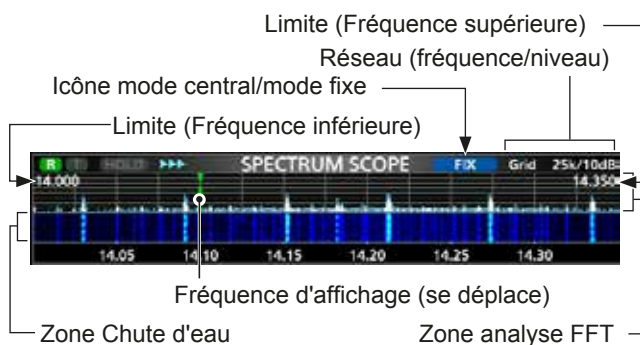 Limite (Fréquence supérieure)
Réseau (fréquence/niveau)
Icône mode central/mode fixe
Limite (Fréquence inférieure)
R T HOLD SPECTRUM SCOPE FIX Grid 25k/10dB
14.000 14.350
14.05 14.10 14.15 14.20 14.25 14.30
Fréquence d'affichage (se déplace)
Zone Chute d'eau Zone analyse FFT